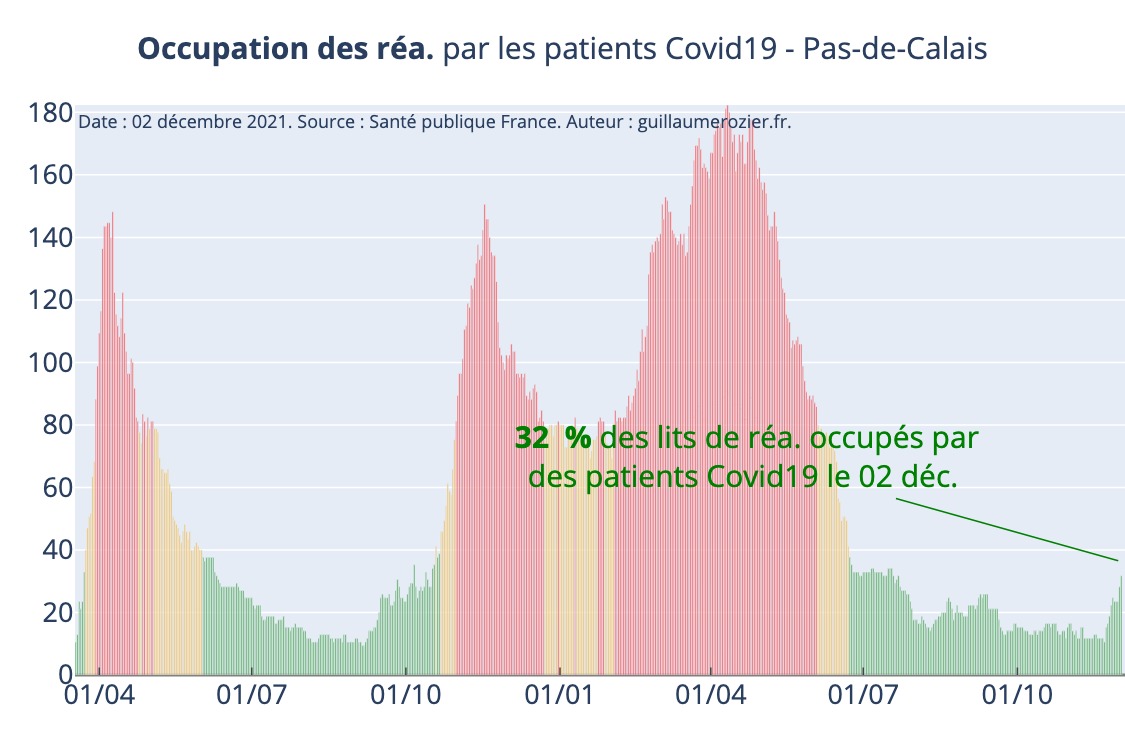 Occupation des réa. par les patients Covid19 - Pas-de-Calais
180
Date : 02 décembre 2021. Source : Santé publique France. Auteur : guillaumerozier.fr.
160
140
120
100
80
32 % des lits de réa. occupés par
des patients Covid19 le 02 déc.
60
40
20
0
01/04 01/07 01/10 01/01 01/04 01/07 01/10